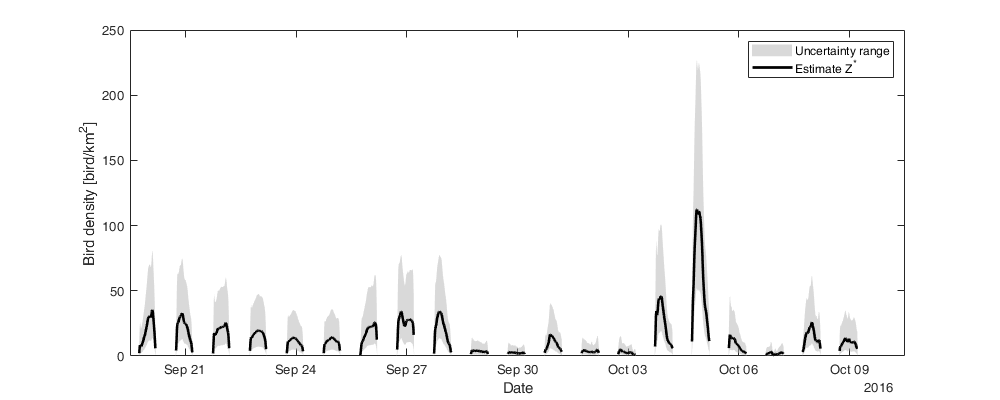 250
200
150
100
50
0
Bird density [bird/km²]
Uncertainty range
Estimate Z*
Sep 21 Sep 24 Sep 27 Sep 30 Oct 03 Oct 06 Oct 09
Date
2016